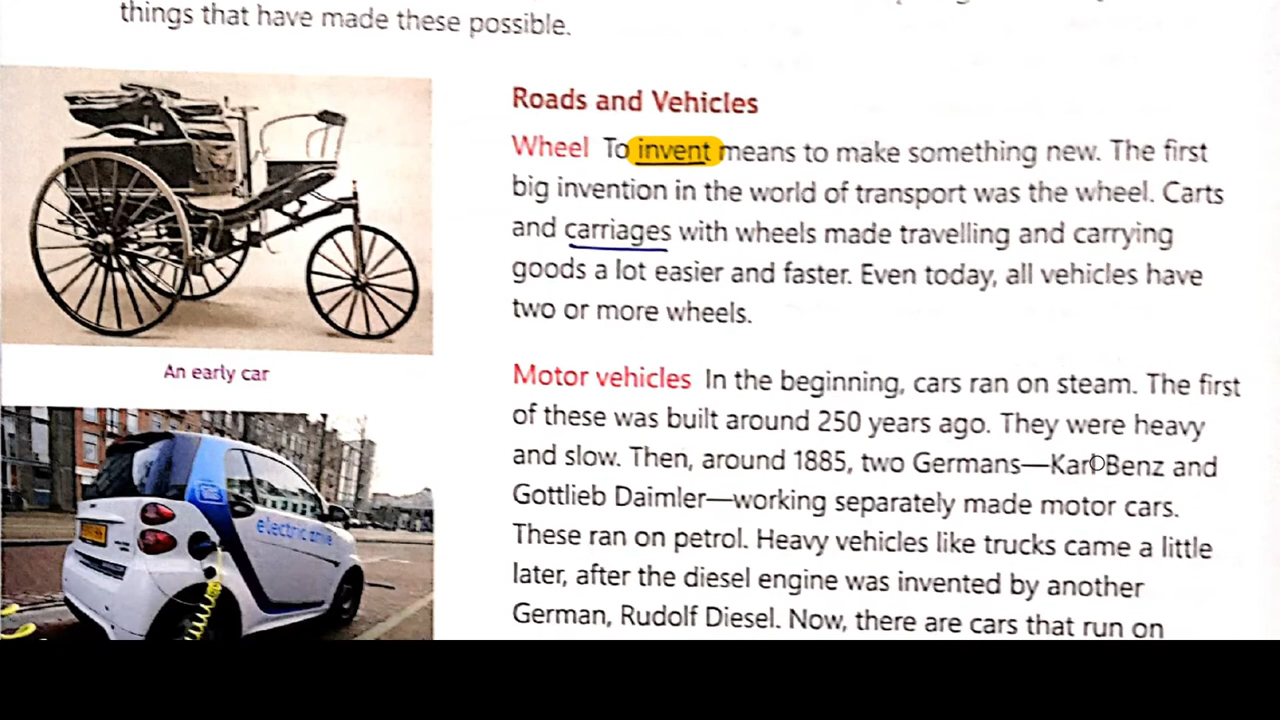 things that have made these possible.
Roads and Vehicles
Wheel To invent means to make something new. The first
big invention in the world of transport was the wheel. Carts
and carriages with wheels made travelling and carrying
goods a lot easier and faster. Even today, all vehicles have
two or more wheels.
An early car
Motor vehicles In the beginning, cars ran on steam. The first
of these was built around 250 years ago. They were heavy
and slow. Then, around 1885, two Germans—Karl Benz and
Gottlieb Daimler—working separately made motor cars.
These ran on petrol. Heavy vehicles like trucks came a little
later, after the diesel engine was invented by another
German, Rudolf Diesel. Now, there are cars that run on
electric drive